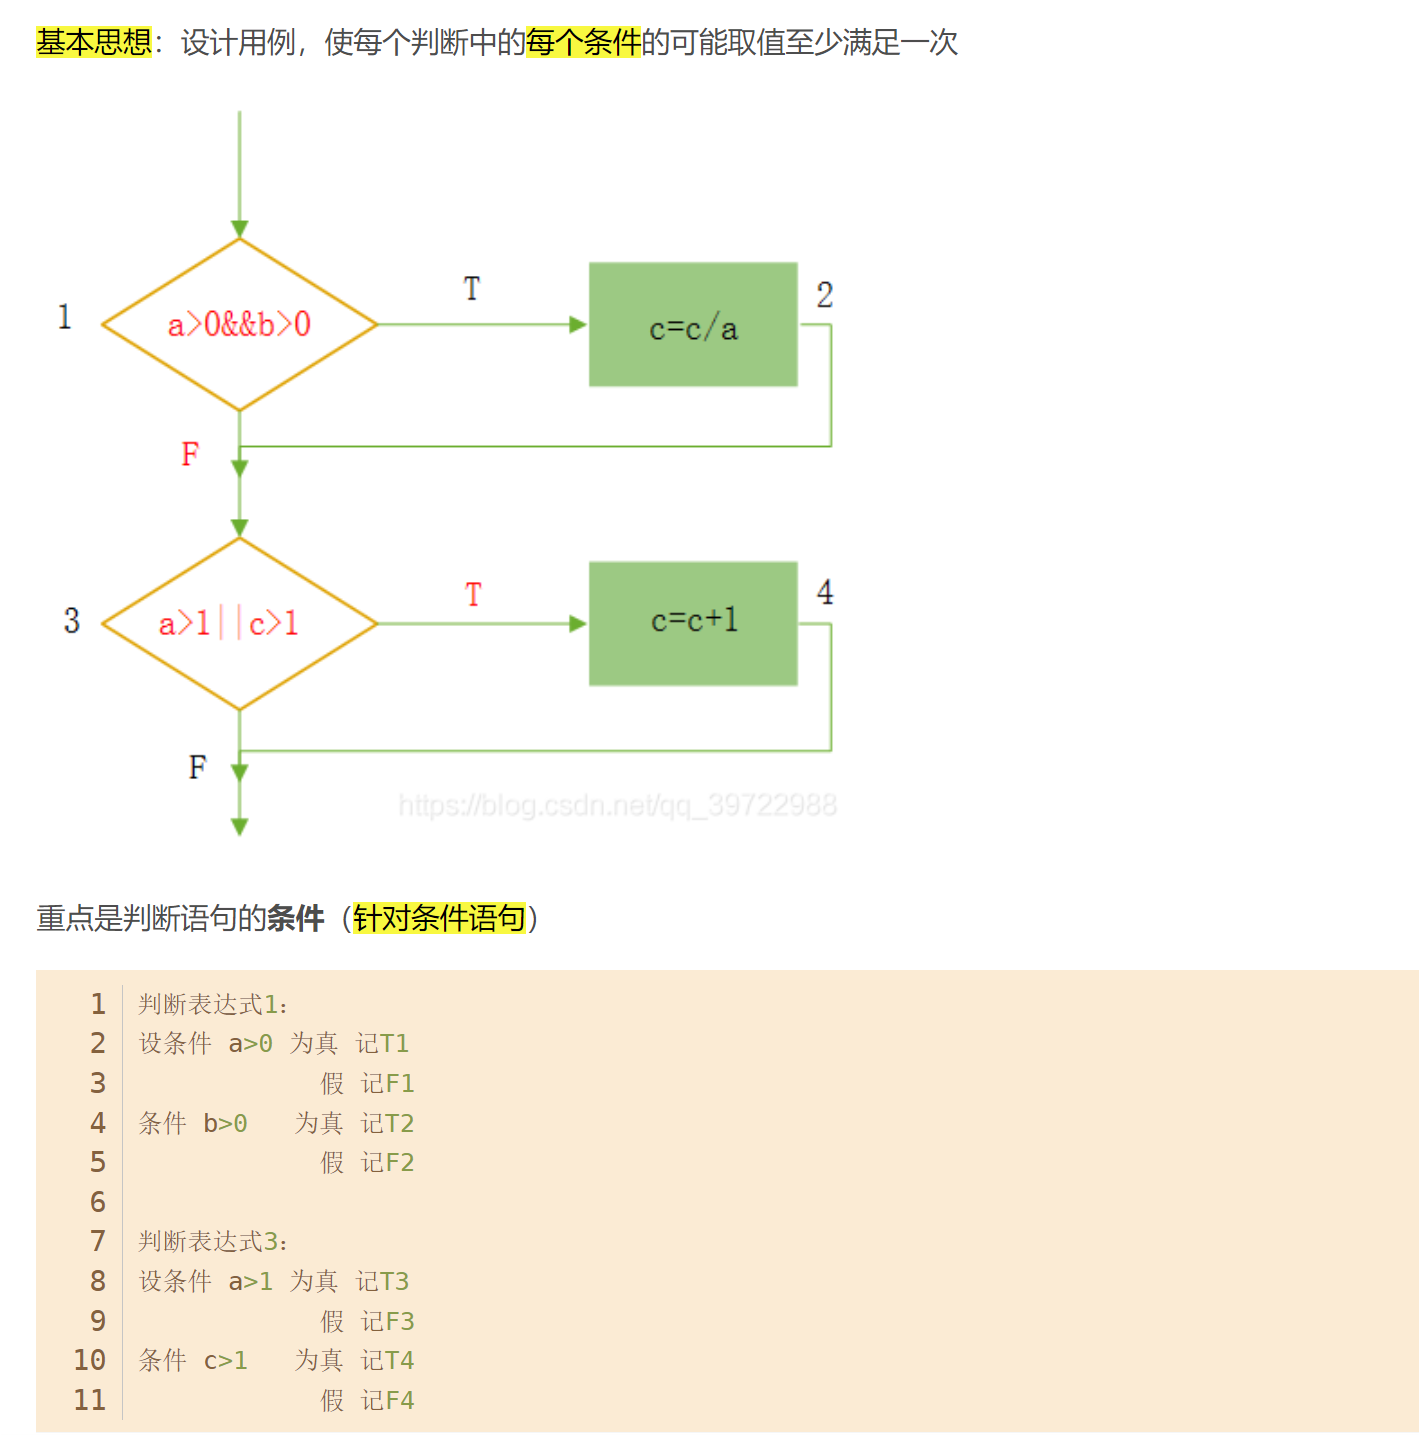 基本思想：设计用例，使每个判断中的每个条件的可能取值至少满足一次
1
a>0&&b>0
T
c=c/a
2
F
3
a>1||c>1
T
c=c+1
4
F
https://blog.csdn.net/qq_39722988
重点是判断语句的条件（针对条件语句）
1 判断表达式1：
2 设条件 a>0 为真 记T1
3 假 记F1
4 条件 b>0 为真 记T2
5 假 记F2
6
7 判断表达式3：
8 设条件 a>1 为真 记T3
9 假 记F3
10 条件 c>1 为真 记T4
11 假 记F4